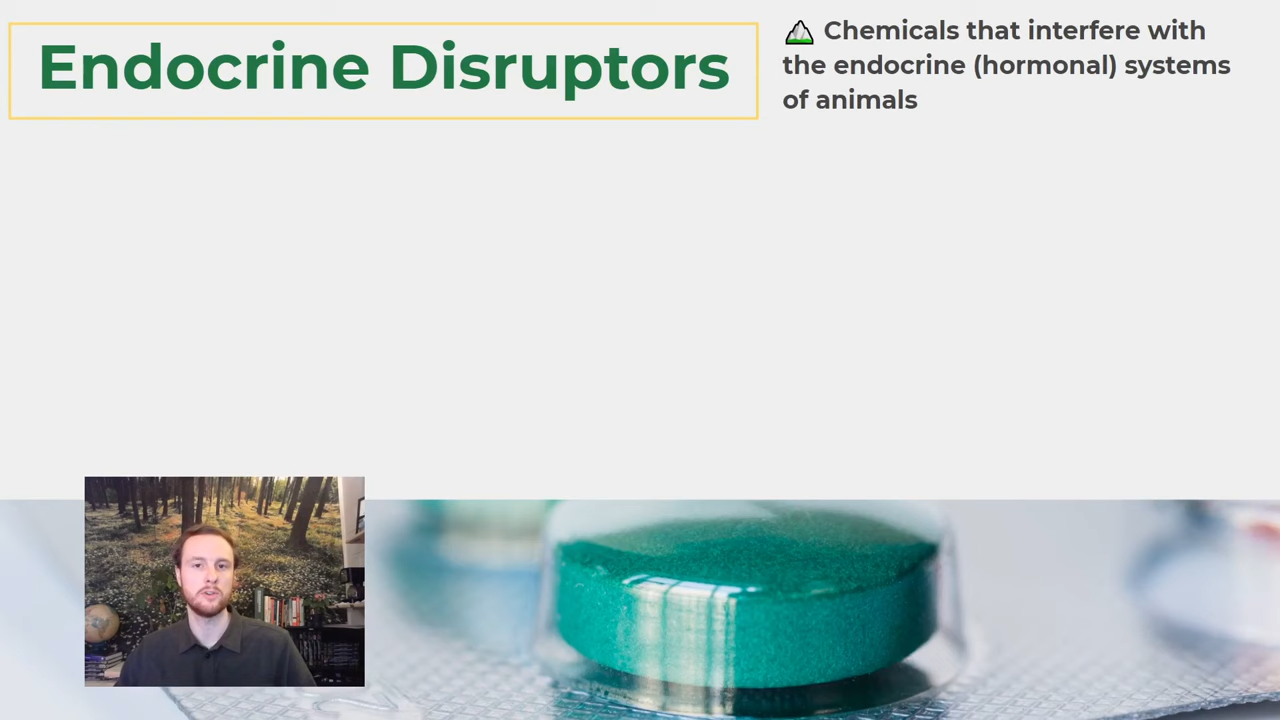 Endocrine Disruptors
Chemicals that interfere with
the endocrine (hormonal) systems
of animals